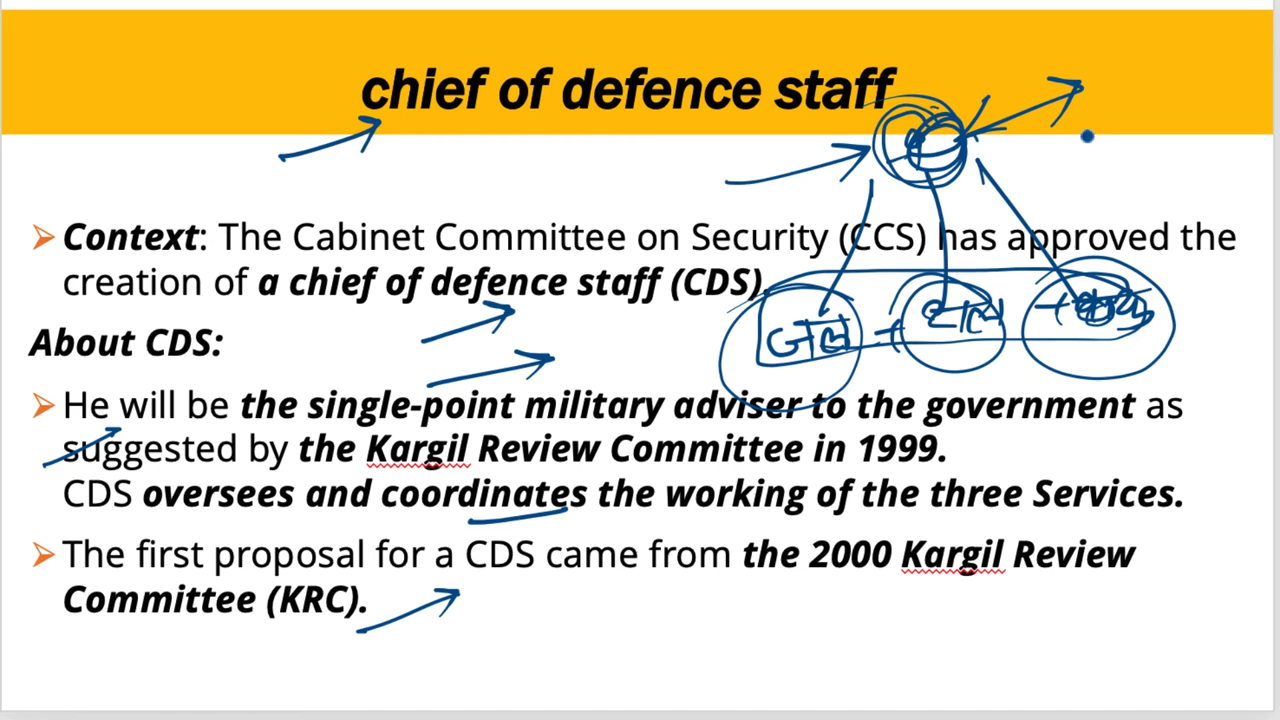 chief of defence staff
Context: The Cabinet Committee on Security (CCS) has approved the
creation of a chief of defence staff (CDS).
About CDS:
He will be the single-point military adviser to the government as
suggested by the Kargil Review Committee in 1999.
CDS oversees and coordinates the working of the three Services.
The first proposal for a CDS came from the 2000 Kargil Review
Committee (KRC).